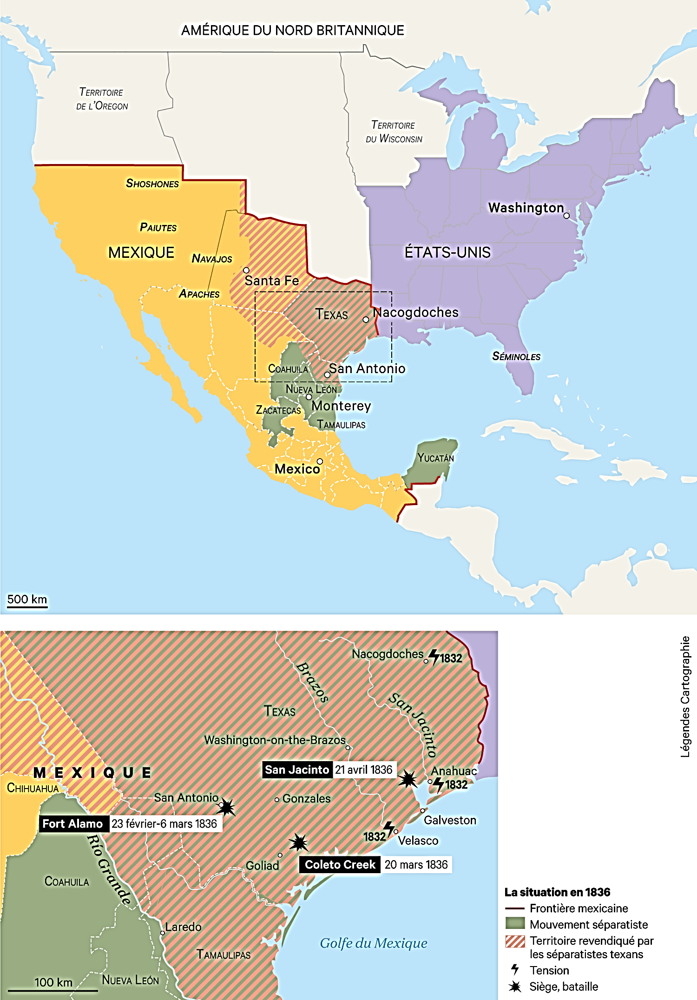 AMÉRIQUE DU NORD BRITANNIQUE
TERRITOIRE
DE L'OREGON
TERRITOIRE
DU WISCONSIN
SHOSHONES
Washington
PAIUTES
MEXIQUE
NAVAJOS
ÉTATS-UNIS
Santa Fe
APACHES
TEXAS
Nacogdoches
SÉMINOLES
COAHUILA
San Antonio
NUEVA LEÓN
Monterey
ZACATECAS
TAMAULIPAS
YUCATÁN
Mexico
500 km
Légendes Cartographie
Nacogdoches
1832
Brazos
San Jacinto
TEXAS
Washington-on-the-Brazos
San Jacinto 21 avril 1836
Anahuac
1832
MEXIQUE
CHIHUAHUA
San Antonio
Gonzales
Fort Alamo 23 février-6 mars 1836
Galveston
1832
Velasco
Río Grande
Goliad
Coleto Creek 20 mars 1836
COAHUILA
Laredo
Golfe du Mexique
TAMAULIPAS
NUEVA LEÓN
100 km
La situation en 1836
Frontière mexicaine
Mouvement séparatiste
Territoire revendiqué par
les séparatistes texans
Tension
Siège, bataille